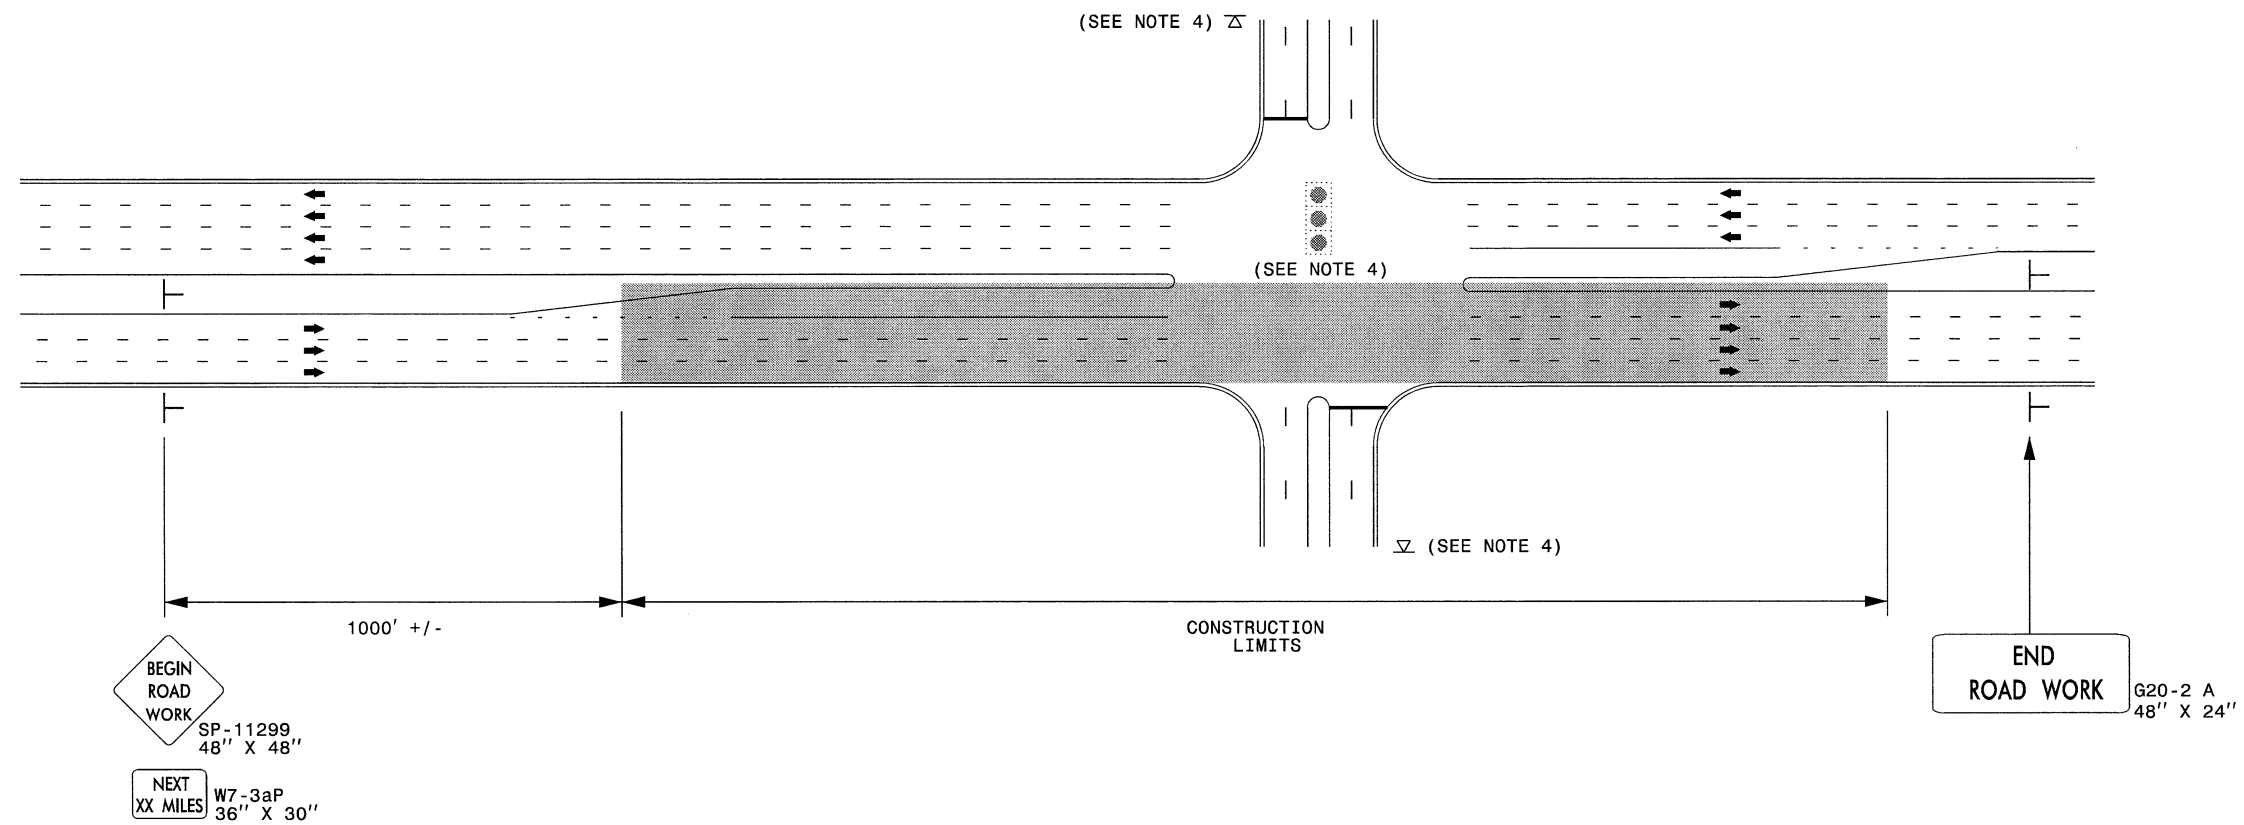 (SEE NOTE 4)
(SEE NOTE 4)
(SEE NOTE 4)
1000' +/-
CONSTRUCTION
LIMITS
BEGIN
ROAD
WORK
SP-11299
48" X 48"
NEXT
XX MILES
W7-3aP
36" X 30"
END
ROAD WORK
G20-2 A
48" X 24"